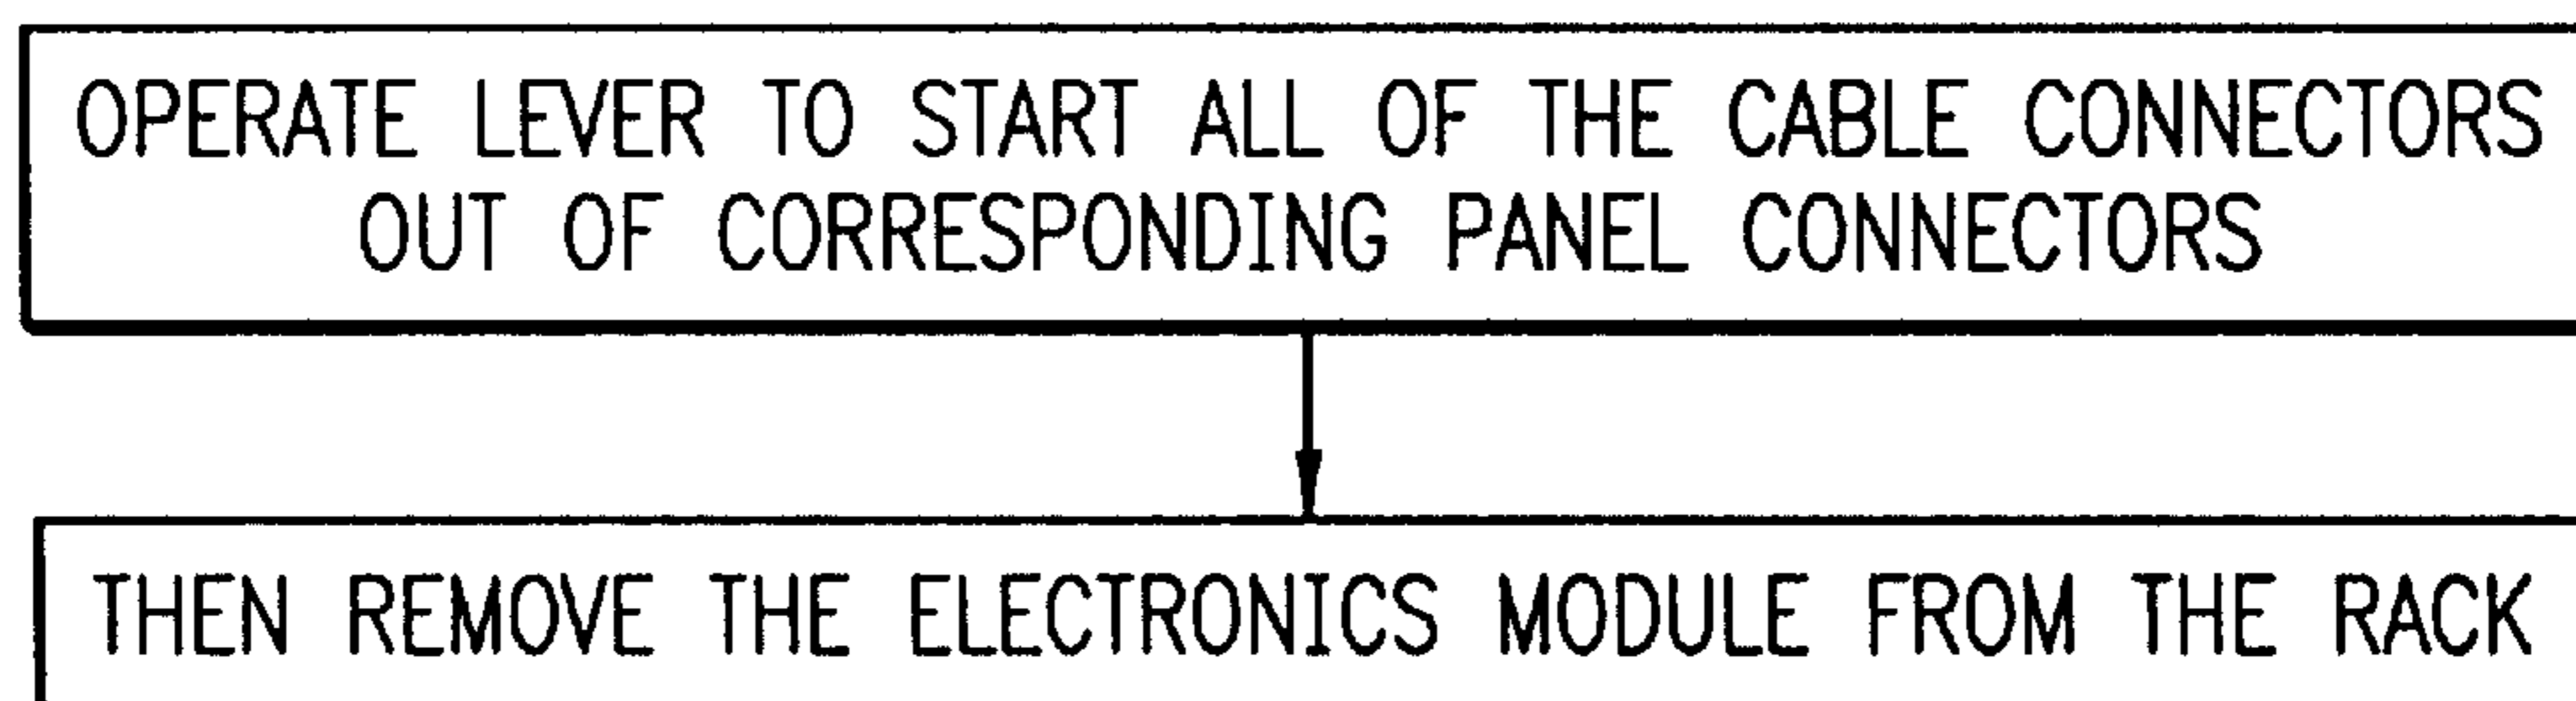 OPERATE LEVER TO START ALL OF THE CABLE CONNECTORS
OUT OF CORRESPONDING PANEL CONNECTORS
THEN REMOVE THE ELECTRONICS MODULE FROM THE RACK